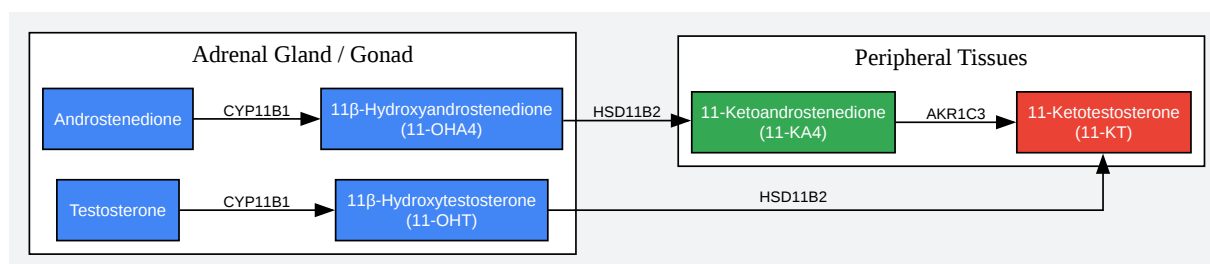 Adrenal Gland / Gonad
Peripheral Tissues
Androstenedione
CYP11B1
11β-Hydroxyandrostenedione
(11-OHA4)
HSD11B2
11-Ketoandrostenedione
(11-KA4)
AKR1C3
11-Ketotestosterone
(11-KT)
Testosterone
CYP11B1
11β-Hydroxytestosterone
(11-OHT)
HSD11B2